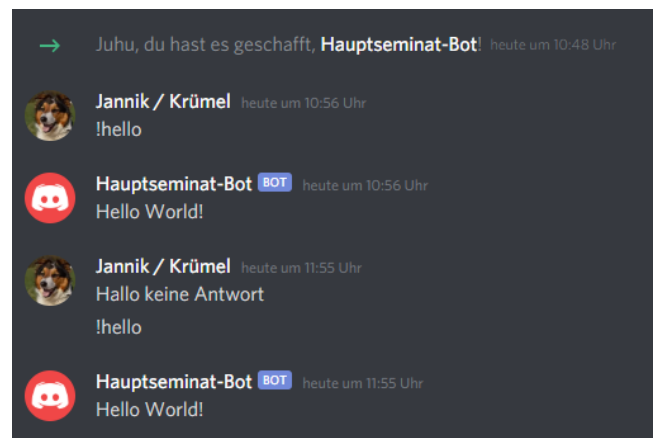 Juhu, du hast es geschafft, Hauptseminat-Bot! heute um 10:48 Uhr
Jannik / Krümel heute um 10:56 Uhr
!hello
Hauptseminat-Bot BOT heute um 10:56 Uhr
Hello World!
Jannik / Krümel heute um 11:55 Uhr
Hallo keine Antwort
!hello
Hauptseminat-Bot BOT heute um 11:55 Uhr
Hello World!